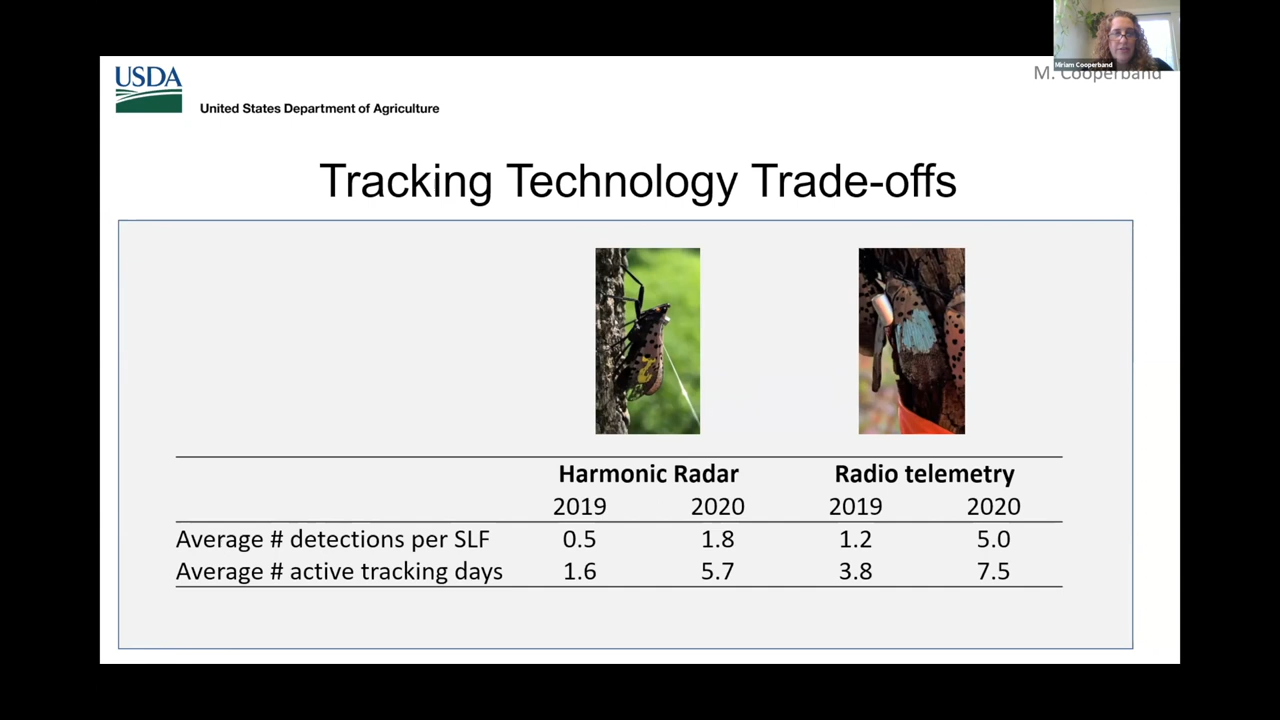 Miriam Cooperband
M. Cooperband
USDA
United States Department of Agriculture
Tracking Technology Trade-offs
Harmonic Radar Radio telemetry
2019 2020 2019 2020
Average # detections per SLF 0.5 1.8 1.2 5.0
Average # active tracking days 1.6 5.7 3.8 7.5